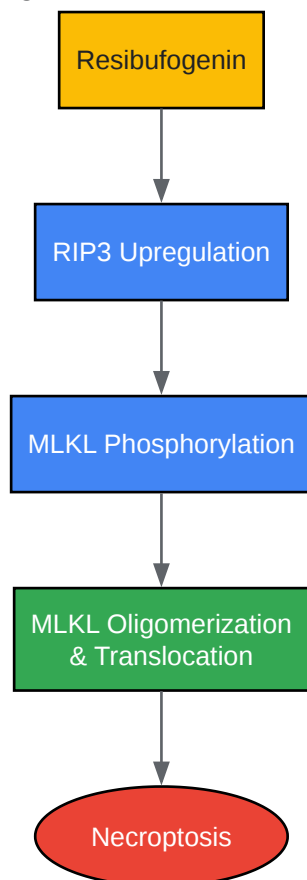 Resibufogenin
RIP3 Upregulation
MLKL Phosphorylation
MLKL Oligomerization
& Translocation
Necroptosis